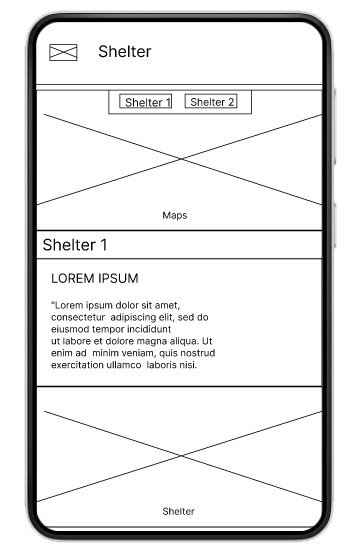 Shelter
Shelter 1
Shelter 2
Maps
Shelter 1
LOREM IPSUM
"Lorem ipsum dolor sit amet,
consectetur adipiscing elit, sed do
eiusmod tempor incididunt
ut labore et dolore magna aliqua. Ut
enim ad minim veniam, quis nostrud
exercitation ullamco laboris nisi.
Shelter